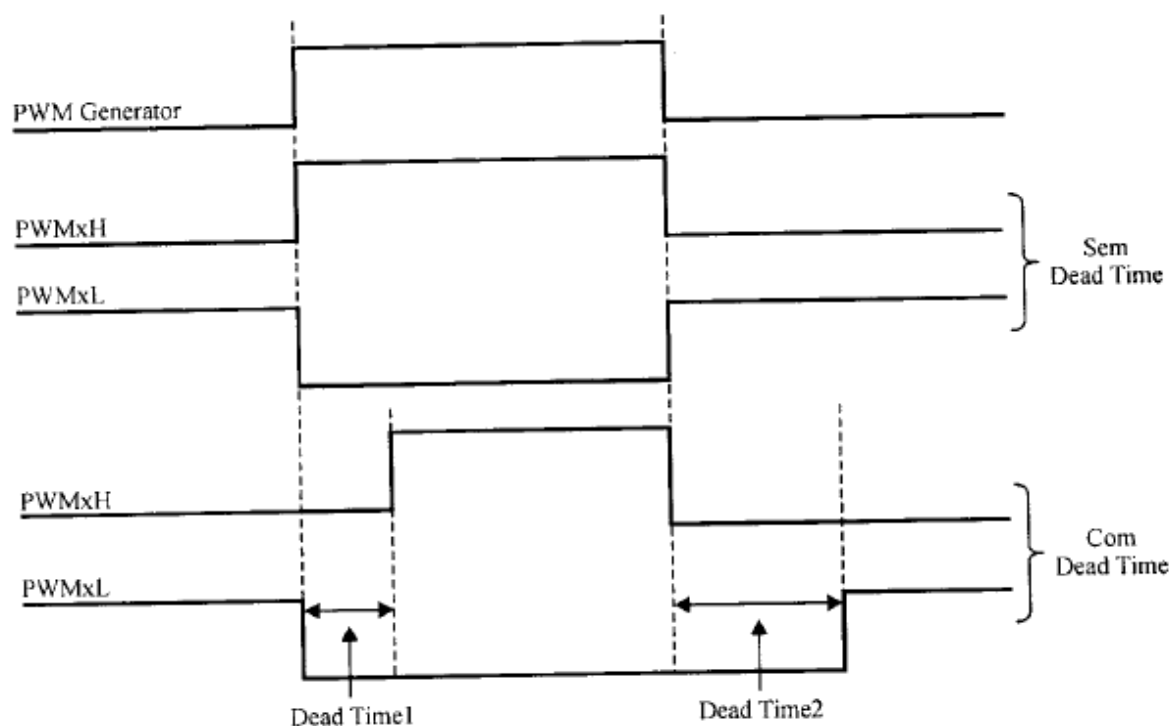 PWM Generator
PWMxH
PWMxL
Sem
Dead Time
PWMxH
PWMxL
Com
Dead Time
Dead Time1
Dead Time2